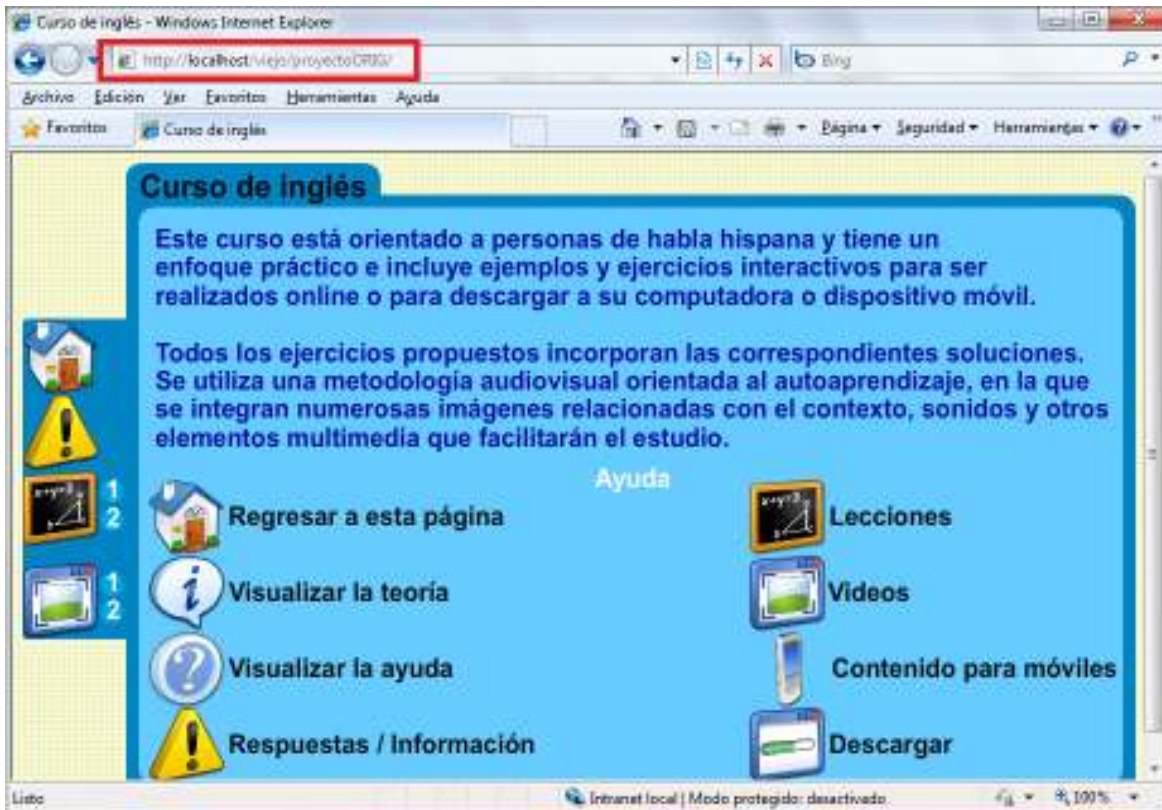 Curso de inglés - Windows Internet Explorer
http://localhost/viejo/proyectoORIG/
Bing
Archivo Edición Ver Favoritos Herramientas Ayuda
Favoritos Curso de inglés Página Seguridad Herramientas
Curso de inglés
Este curso está orientado a personas de habla hispana y tiene un
enfoque práctico e incluye ejemplos y ejercicios interactivos para ser
realizados online o para descargar a su computadora o dispositivo móvil.
Todos los ejercicios propuestos incorporan las correspondientes soluciones.
Se utiliza una metodología audiovisual orientada al autoaprendizaje, en la que
se integran numerosas imágenes relacionadas con el contexto, sonidos y otros
elementos multimedia que facilitarán el estudio.
Ayuda
1
2
1
2
Regresar a esta página
Lecciones
Visualizar la teoría
Videos
Visualizar la ayuda
Contenido para móviles
Respuestas / Información
Descargar
Listo Intranet local | Modo protegido: desactivado 100%